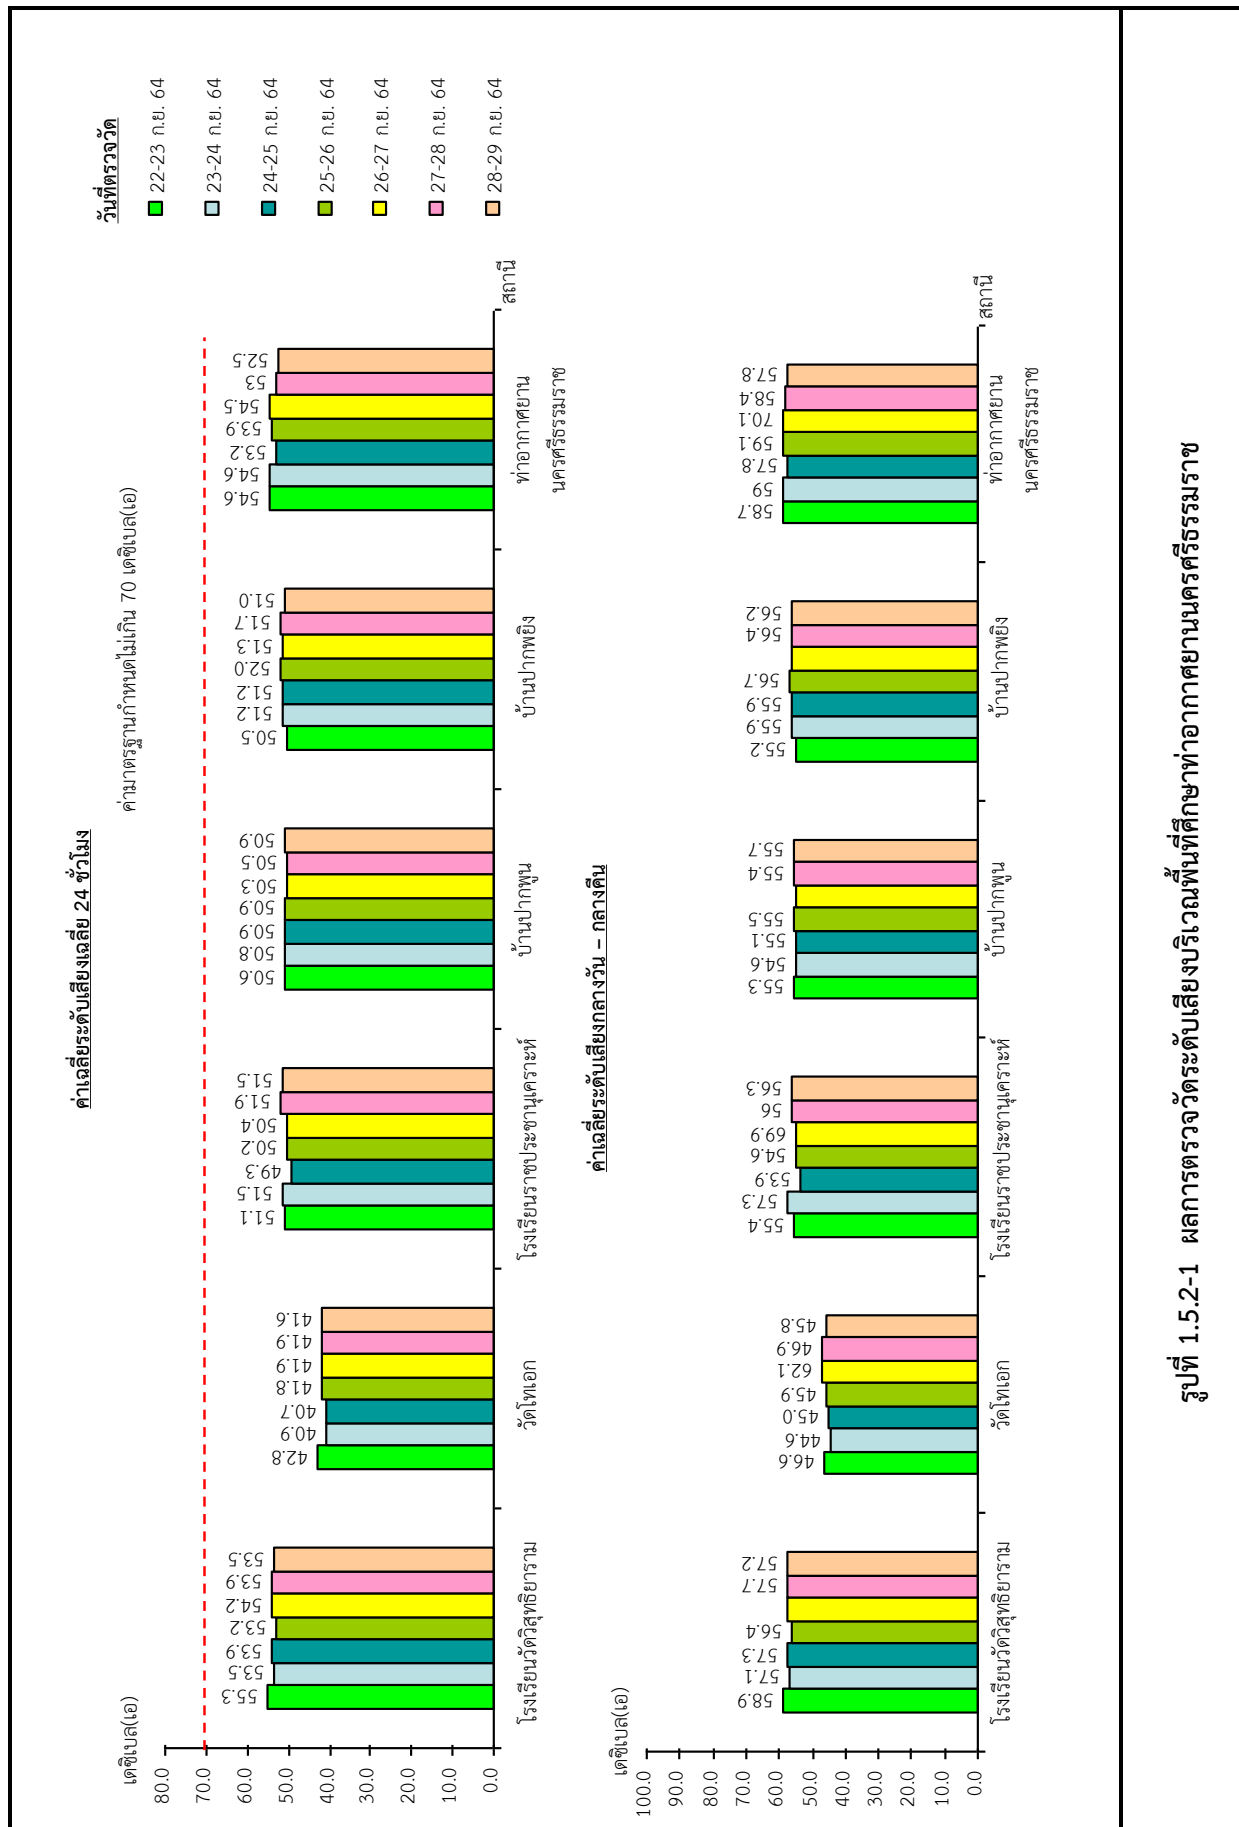 ค่าเฉลี่ยระดับเสียงเฉลี่ย 24 ชั่วโมง
วันที่ตรวจวัด
22-23 ก.ย. 64
23-24 ก.ย. 64
24-25 ก.ย. 64
25-26 ก.ย. 64
26-27 ก.ย. 64
27-28 ก.ย. 64
28-29 ก.ย. 64
เดซิเบล(เอ)
ค่ามาตรฐานกำหนดไม่เกิน 70 เดซิเบล(เอ)
80.0
70.0
60.0
50.0
40.0
30.0
20.0
10.0
0.0
55.3 53.5 53.9 53.2 54.2 53.9 53.5
42.8 40.9 40.7 41.8 41.9 41.9 41.6
51.1 51.5 49.3 50.2 50.4 51.9 51.5
50.6 50.8 50.9 50.9 50.3 50.5 50.9
50.5 51.2 51.2 52.0 51.3 51.7 51.0
54.6 54.6 53.2 53.9 54.5 53 52.5
โรงเรียนวัดวิสุทธิยาราม วัดโทเอก โรงเรียนราชประชานุเคราะห์ บ้านปากพูน บ้านปากพยิง ท่าอากาศยาน สถานี
นครศรีธรรมราช
ค่าเฉลี่ยระดับเสียงกลางวัน – กลางคืน
เดซิเบล(เอ)
100.0
90.0
80.0
70.0
60.0
50.0
40.0
30.0
20.0
10.0
0.0
58.9 57.1 57.3 56.4 57.7 57.2
46.6 44.6 45.0 45.9 62.1 46.9 45.8
55.4 57.3 53.9 54.6 69.9 56 56.3
55.3 54.6 55.1 55.5 55.4 55.7
55.2 55.9 55.9 56.7 56.4 56.2
58.7 59 57.8 59.1 70.1 58.4 57.8
โรงเรียนวัดวิสุทธิยาราม วัดโทเอก โรงเรียนราชประชานุเคราะห์ บ้านปากพูน บ้านปากพยิง ท่าอากาศยาน สถานี
นครศรีธรรมราช
รูปที่ 1.5.2-1 ผลการตรวจวัดระดับเสียงบริเวณพื้นที่ศึกษาท่าอากาศยานนครศรีธรรมราช